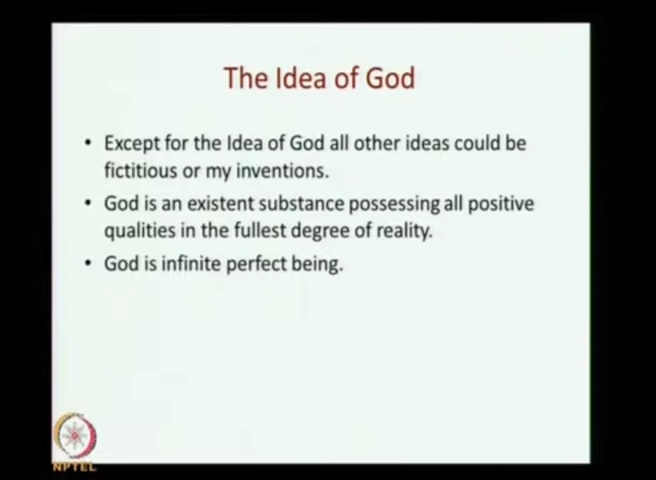 The Idea of God
• Except for the Idea of God all other ideas could be
fictitious or my inventions.
• God is an existent substance possessing all positive
qualities in the fullest degree of reality.
• God is infinite perfect being.
NPTEL